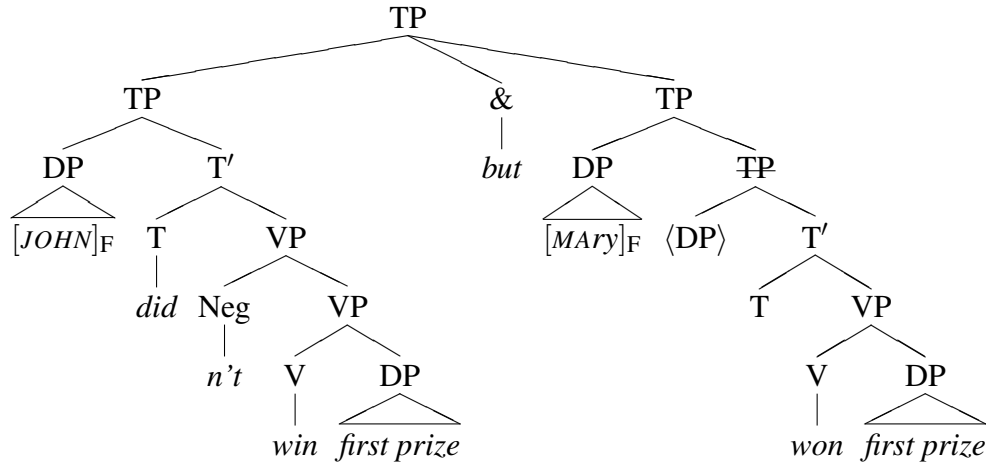 TP
TP & TP
DP T′ but DP T̶P̶
[JOHN]F T VP [MAry]F ⟨DP⟩ T′
did Neg VP T VP
n't V DP V DP
win first prize won first prize